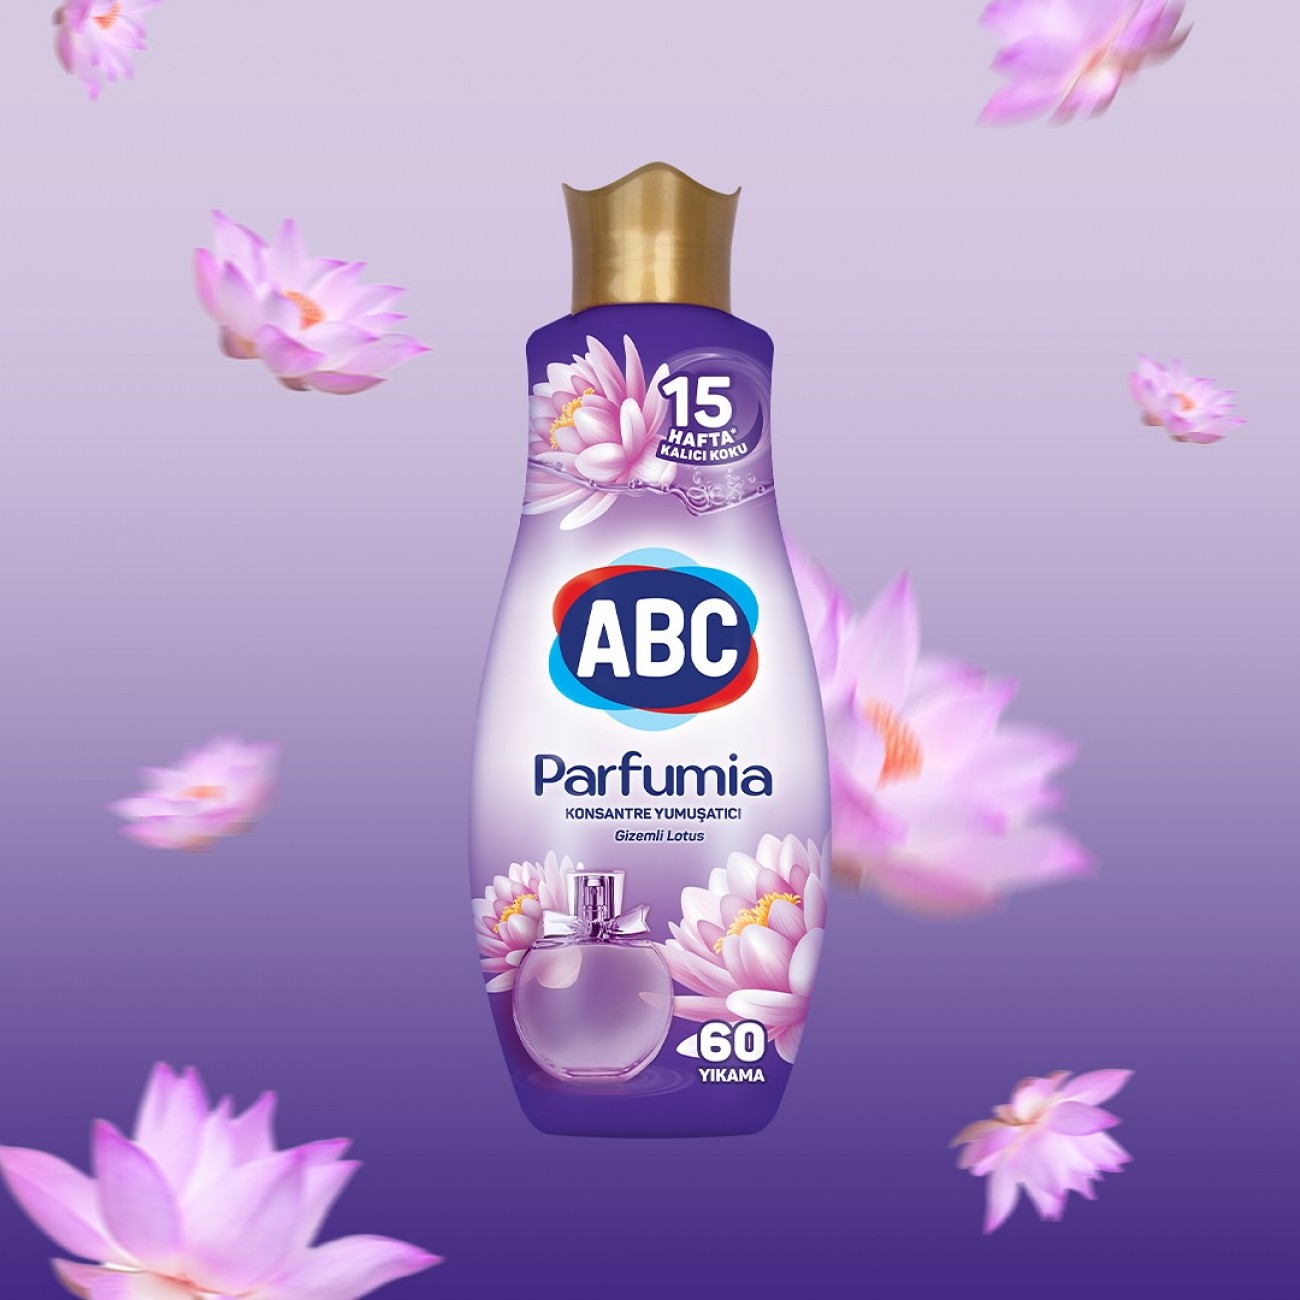 15
HAFTA*
KALICI KOKU
ABC
Parfumia
KONSANTRE YUMUŞATICI
Gizemli Lotus
60
YIKAMA